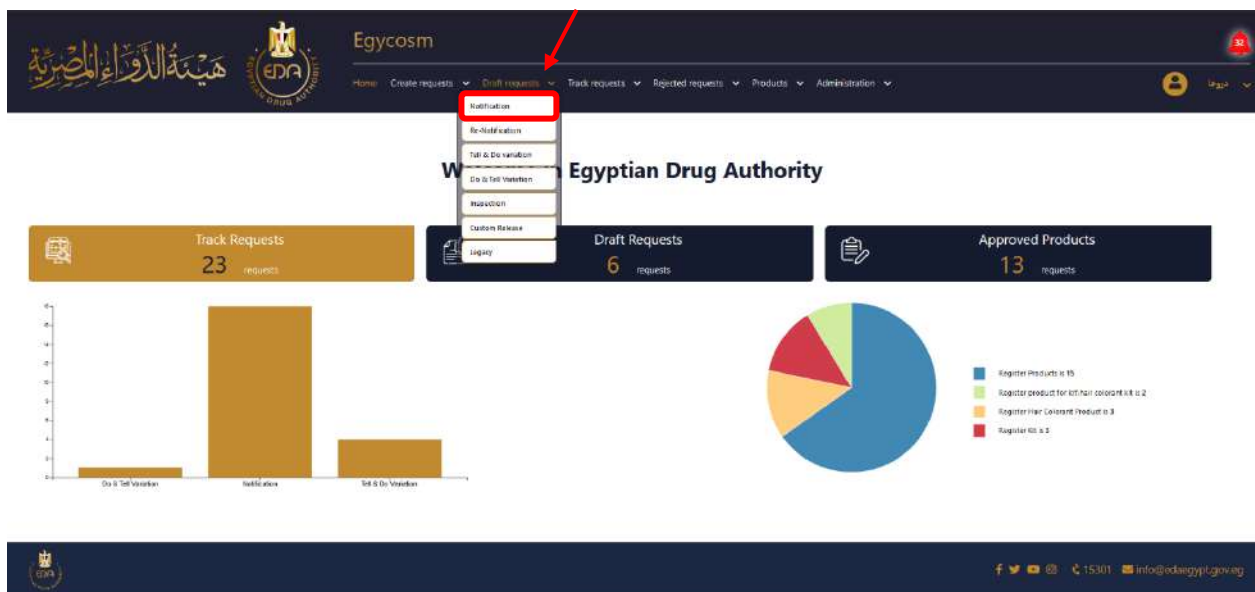 هيئة الدواء المصرية
EDA
EGYPTIAN DRUG AUTHORITY
Egycosm
32
Home Create requests Draft requests Track requests Rejected requests Products Administration
Notification
Re-Notification
Tell & Do variation
Do & Tell Variation
Inspection
Custom Release
Legacy
Egyptian Drug Authority
Track Requests
23 requests
Draft Requests
6 requests
Approved Products
13 requests
Do & Tell Variation Notification Tell & Do Variation
Register Products is 15
Register product for kit\hair colorant kit is 2
Register Hair Colorant Product is 3
Register Kit is 3
EDA
15301 info@edaegypt.gov.eg